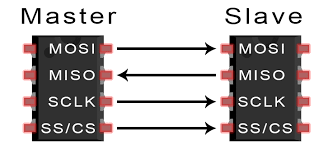 Master Slave
MOSI MOSI
MISO MISO
SCLK SCLK
SS/CS SS/CS